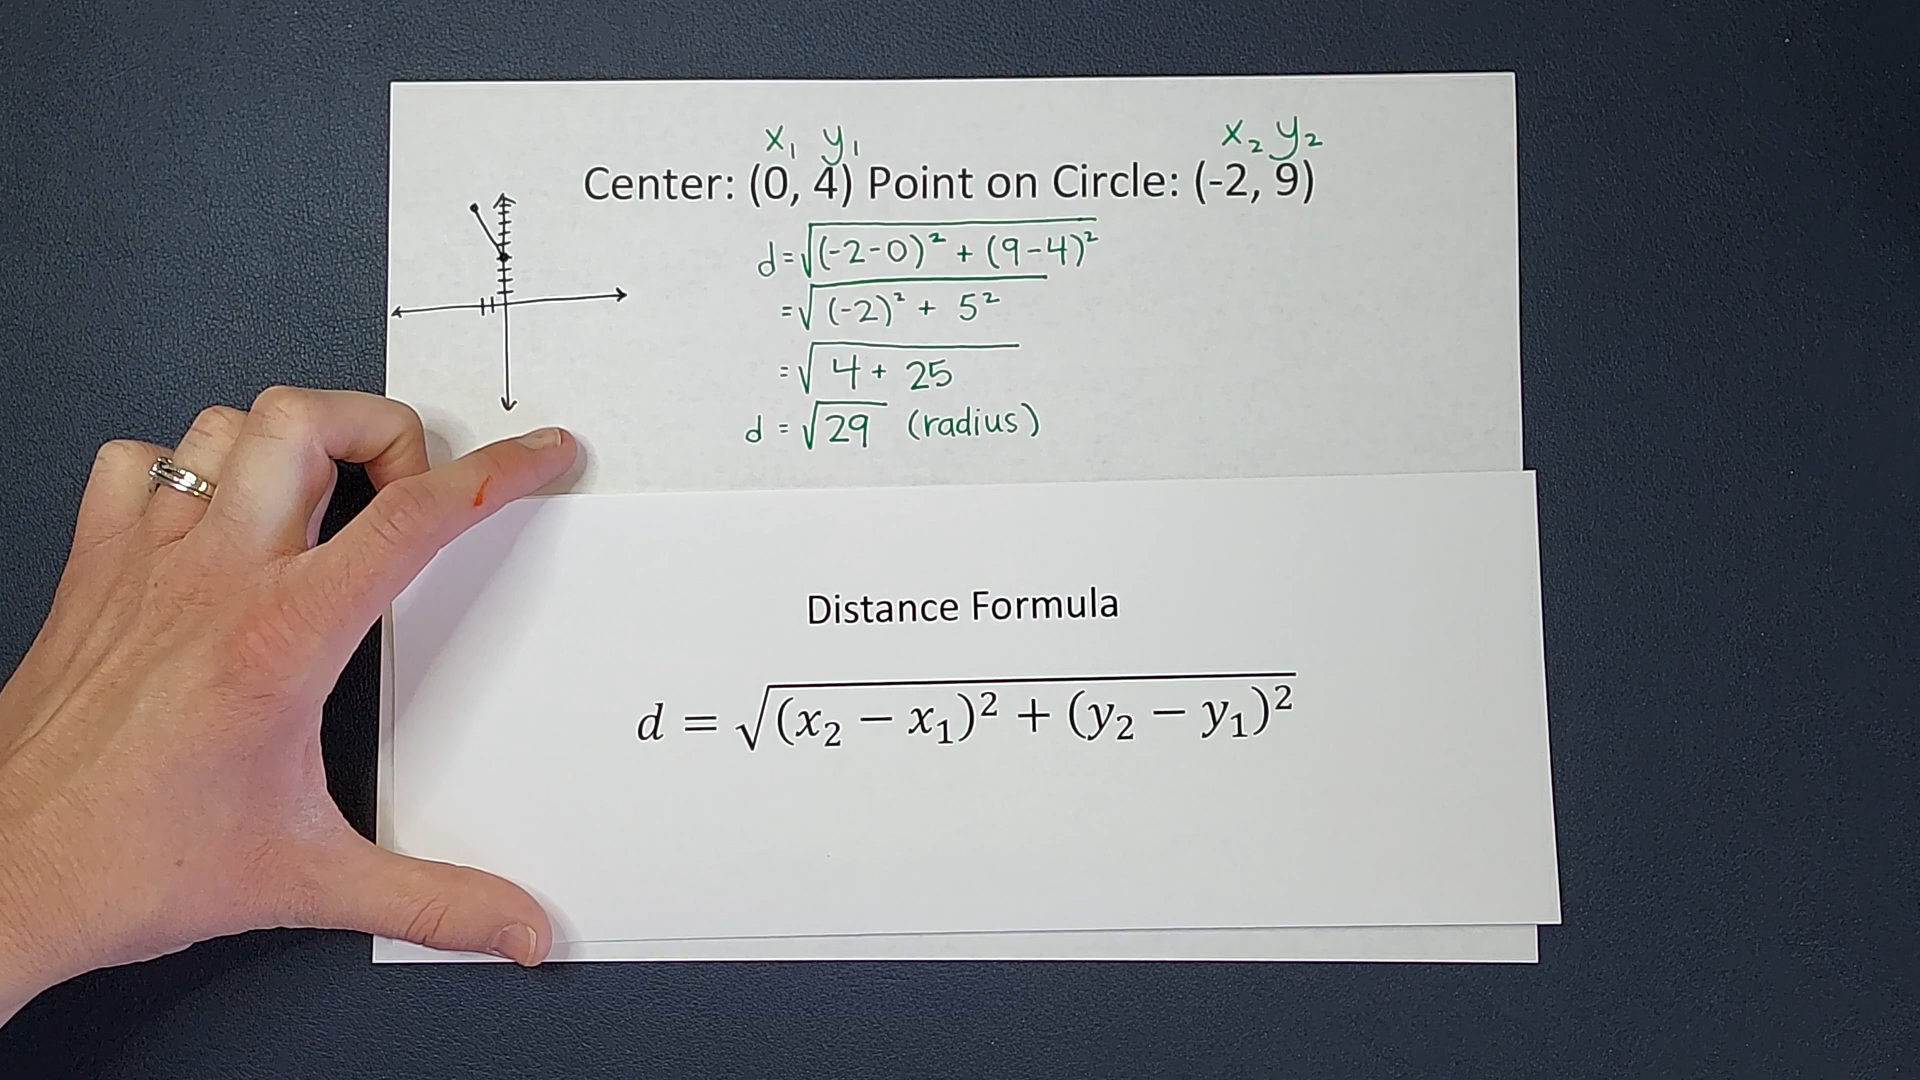 x₁ y₁ x₂ y₂
Center: (0, 4) Point on Circle: (-2, 9)
d = √((-2-0)² + (9-4)²)
= √((-2)² + 5²)
= √(4 + 25)
d = √29 (radius)
Distance Formula
d = √((x₂ − x₁)² + (y₂ − y₁)²)